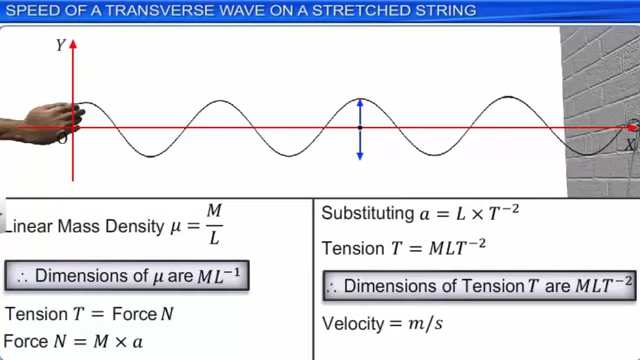 SPEED OF A TRANSVERSE WAVE ON A STRETCHED STRING
Y
O
X
Linear Mass Density μ = M/L
∴ Dimensions of μ are ML⁻¹
Tension T = Force N
Force N = M × a
Substituting a = L × T⁻²
Tension T = MLT⁻²
∴ Dimensions of Tension T are MLT⁻²
Velocity = m/s